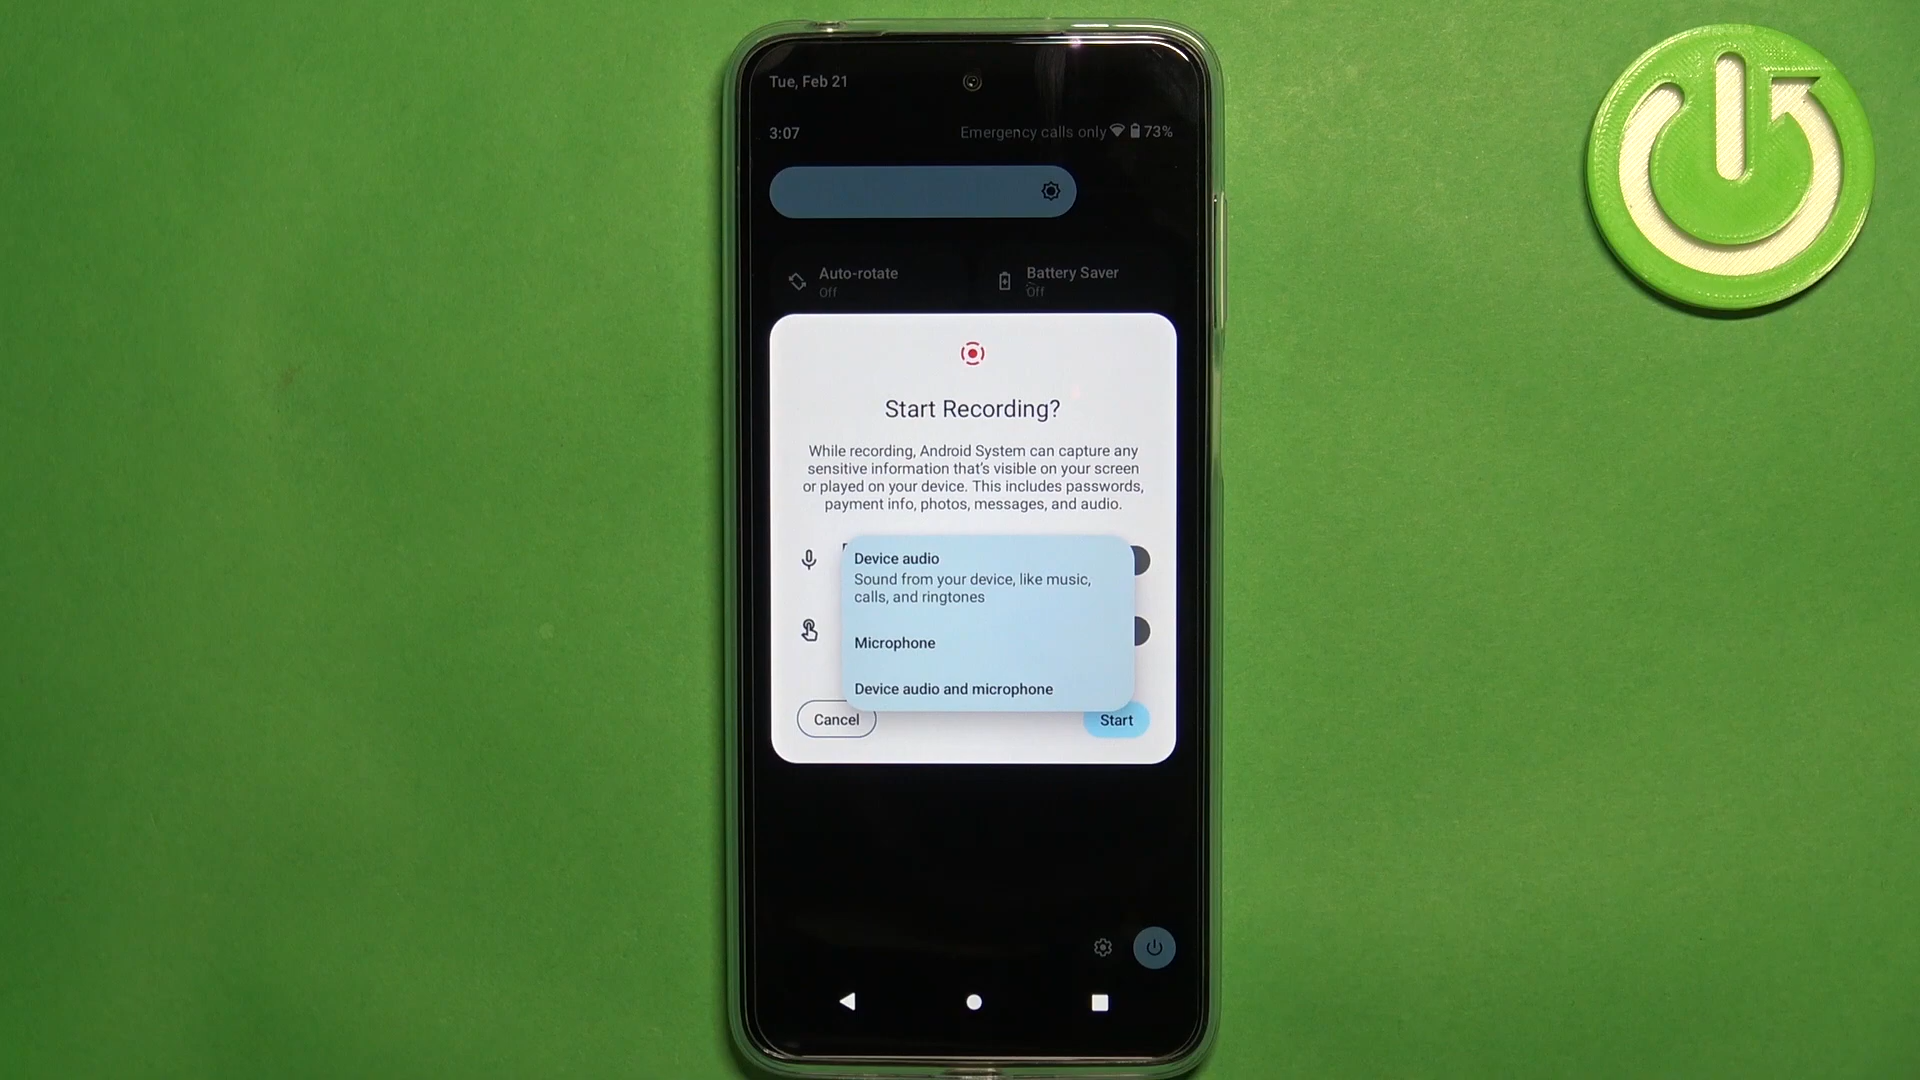 Tue, Feb 21
3:07
Emergency calls only 73%
Auto-rotate
Off
Battery Saver
Off
Start Recording?
While recording, Android System can capture any
sensitive information that's visible on your screen
or played on your device. This includes passwords,
payment info, photos, messages, and audio.
Device audio
Sound from your device, like music,
calls, and ringtones
Microphone
Device audio and microphone
Cancel
Start